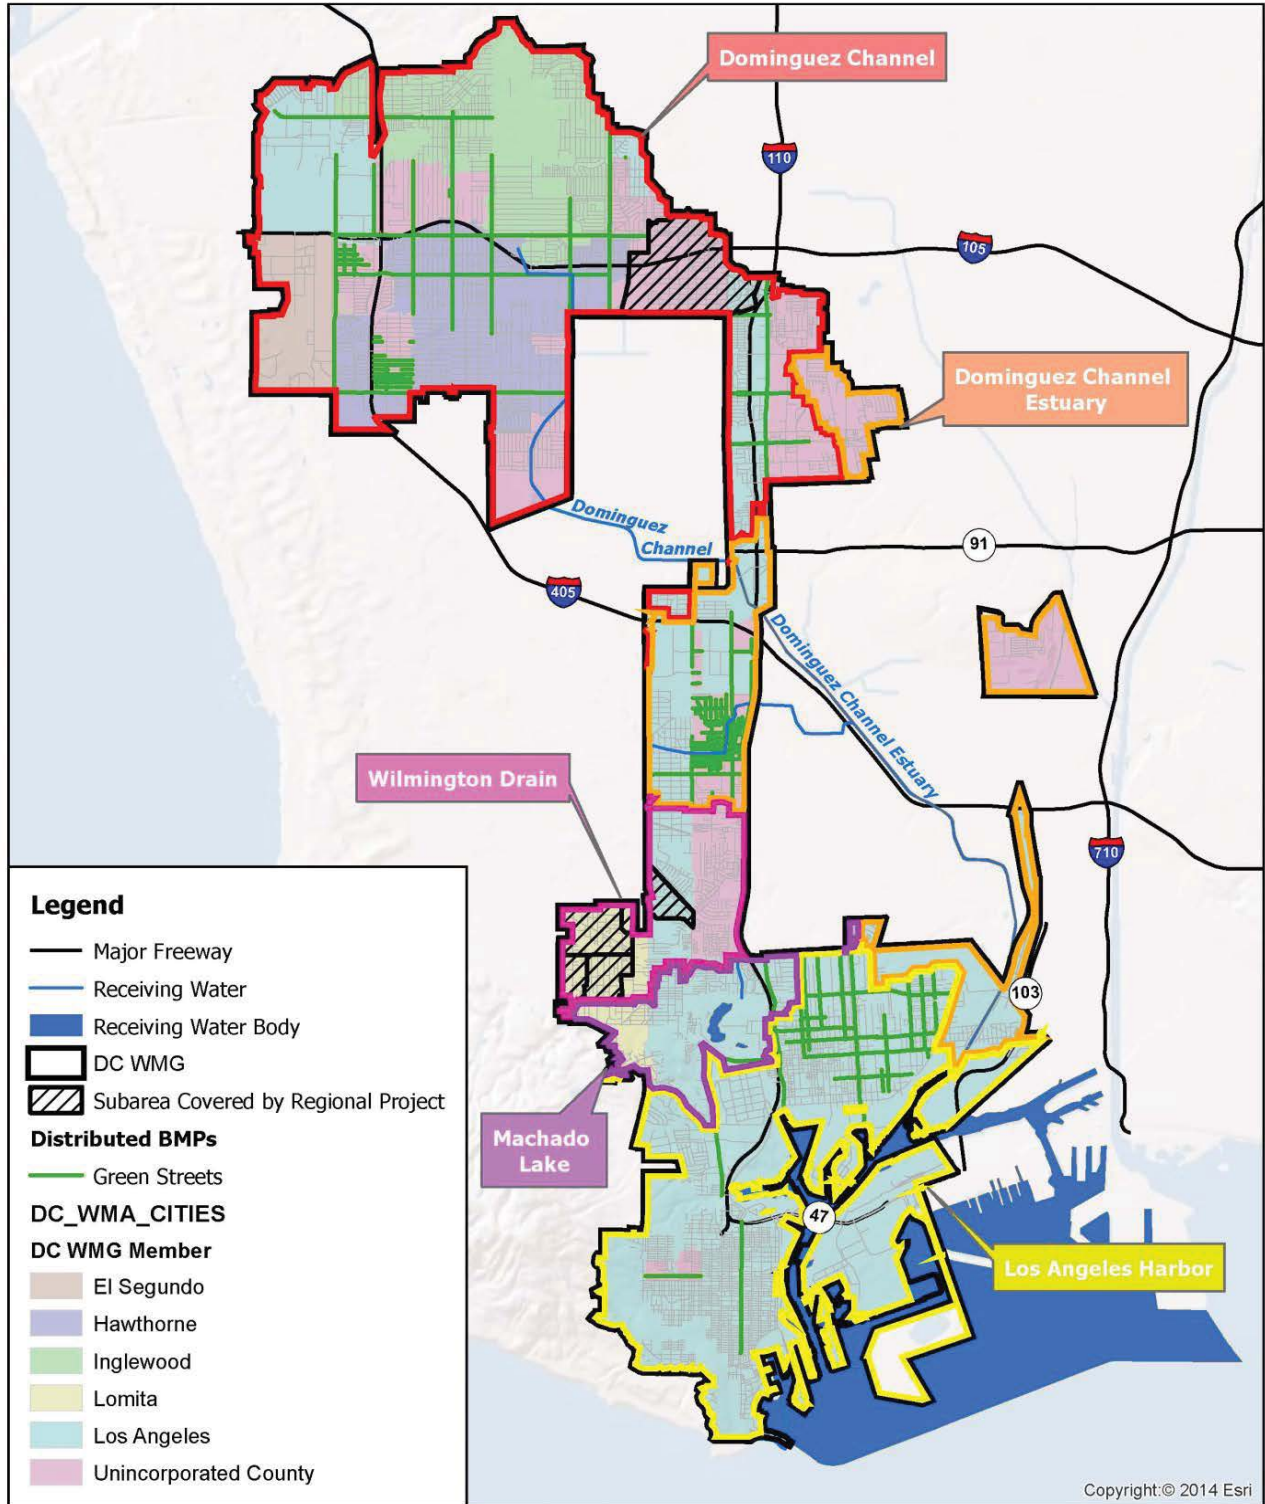 Dominguez Channel
110
105
Dominguez Channel
Estuary
Dominguez
Channel
91
405
Dominguez Channel Estuary
Wilmington Drain
710
103
Machado
Lake
47
Los Angeles Harbor
Legend
Major Freeway
Receiving Water
Receiving Water Body
DC WMG
Subarea Covered by Regional Project
Distributed BMPs
Green Streets
DC_WMA_CITIES
DC WMG Member
El Segundo
Hawthorne
Inglewood
Lomita
Los Angeles
Unincorporated County
Copyright:© 2014 Esri